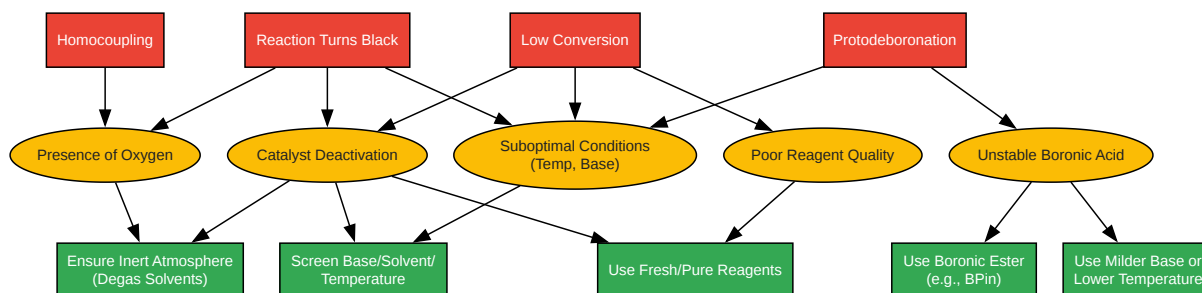 Homocoupling
Reaction Turns Black
Low Conversion
Protodeboronation
Presence of Oxygen
Catalyst Deactivation
Suboptimal Conditions
(Temp, Base)
Poor Reagent Quality
Unstable Boronic Acid
Ensure Inert Atmosphere
(Degas Solvents)
Screen Base/Solvent/
Temperature
Use Fresh/Pure Reagents
Use Boronic Ester
(e.g., BPin)
Use Milder Base or
Lower Temperature